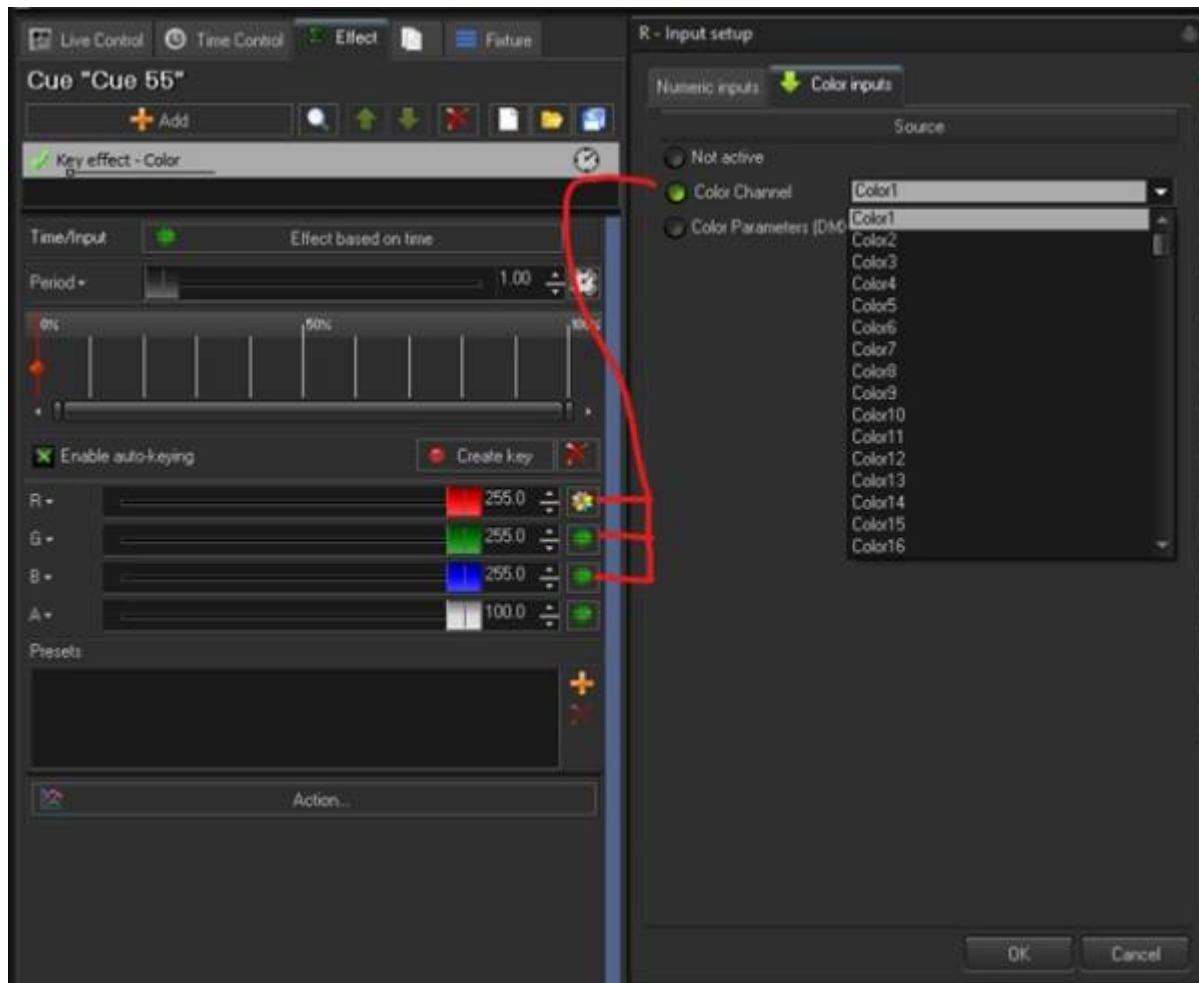 Live Control Time Control Effect Fixture
Cue "Cue 55"
Add
Key effect - Color
Time/Input Effect based on time
Period 1.00
0% 50% 100%
Enable auto-keying Create key
R 255.0
G 255.0
B 255.0
A 100.0
Presets
Action...
R - Input setup
Numeric inputs Color inputs
Source
Not active
Color Channel Color1
Color Parameters (DMX
Color1
Color2
Color3
Color4
Color5
Color6
Color7
Color8
Color9
Color10
Color11
Color12
Color13
Color14
Color15
Color16
OK Cancel